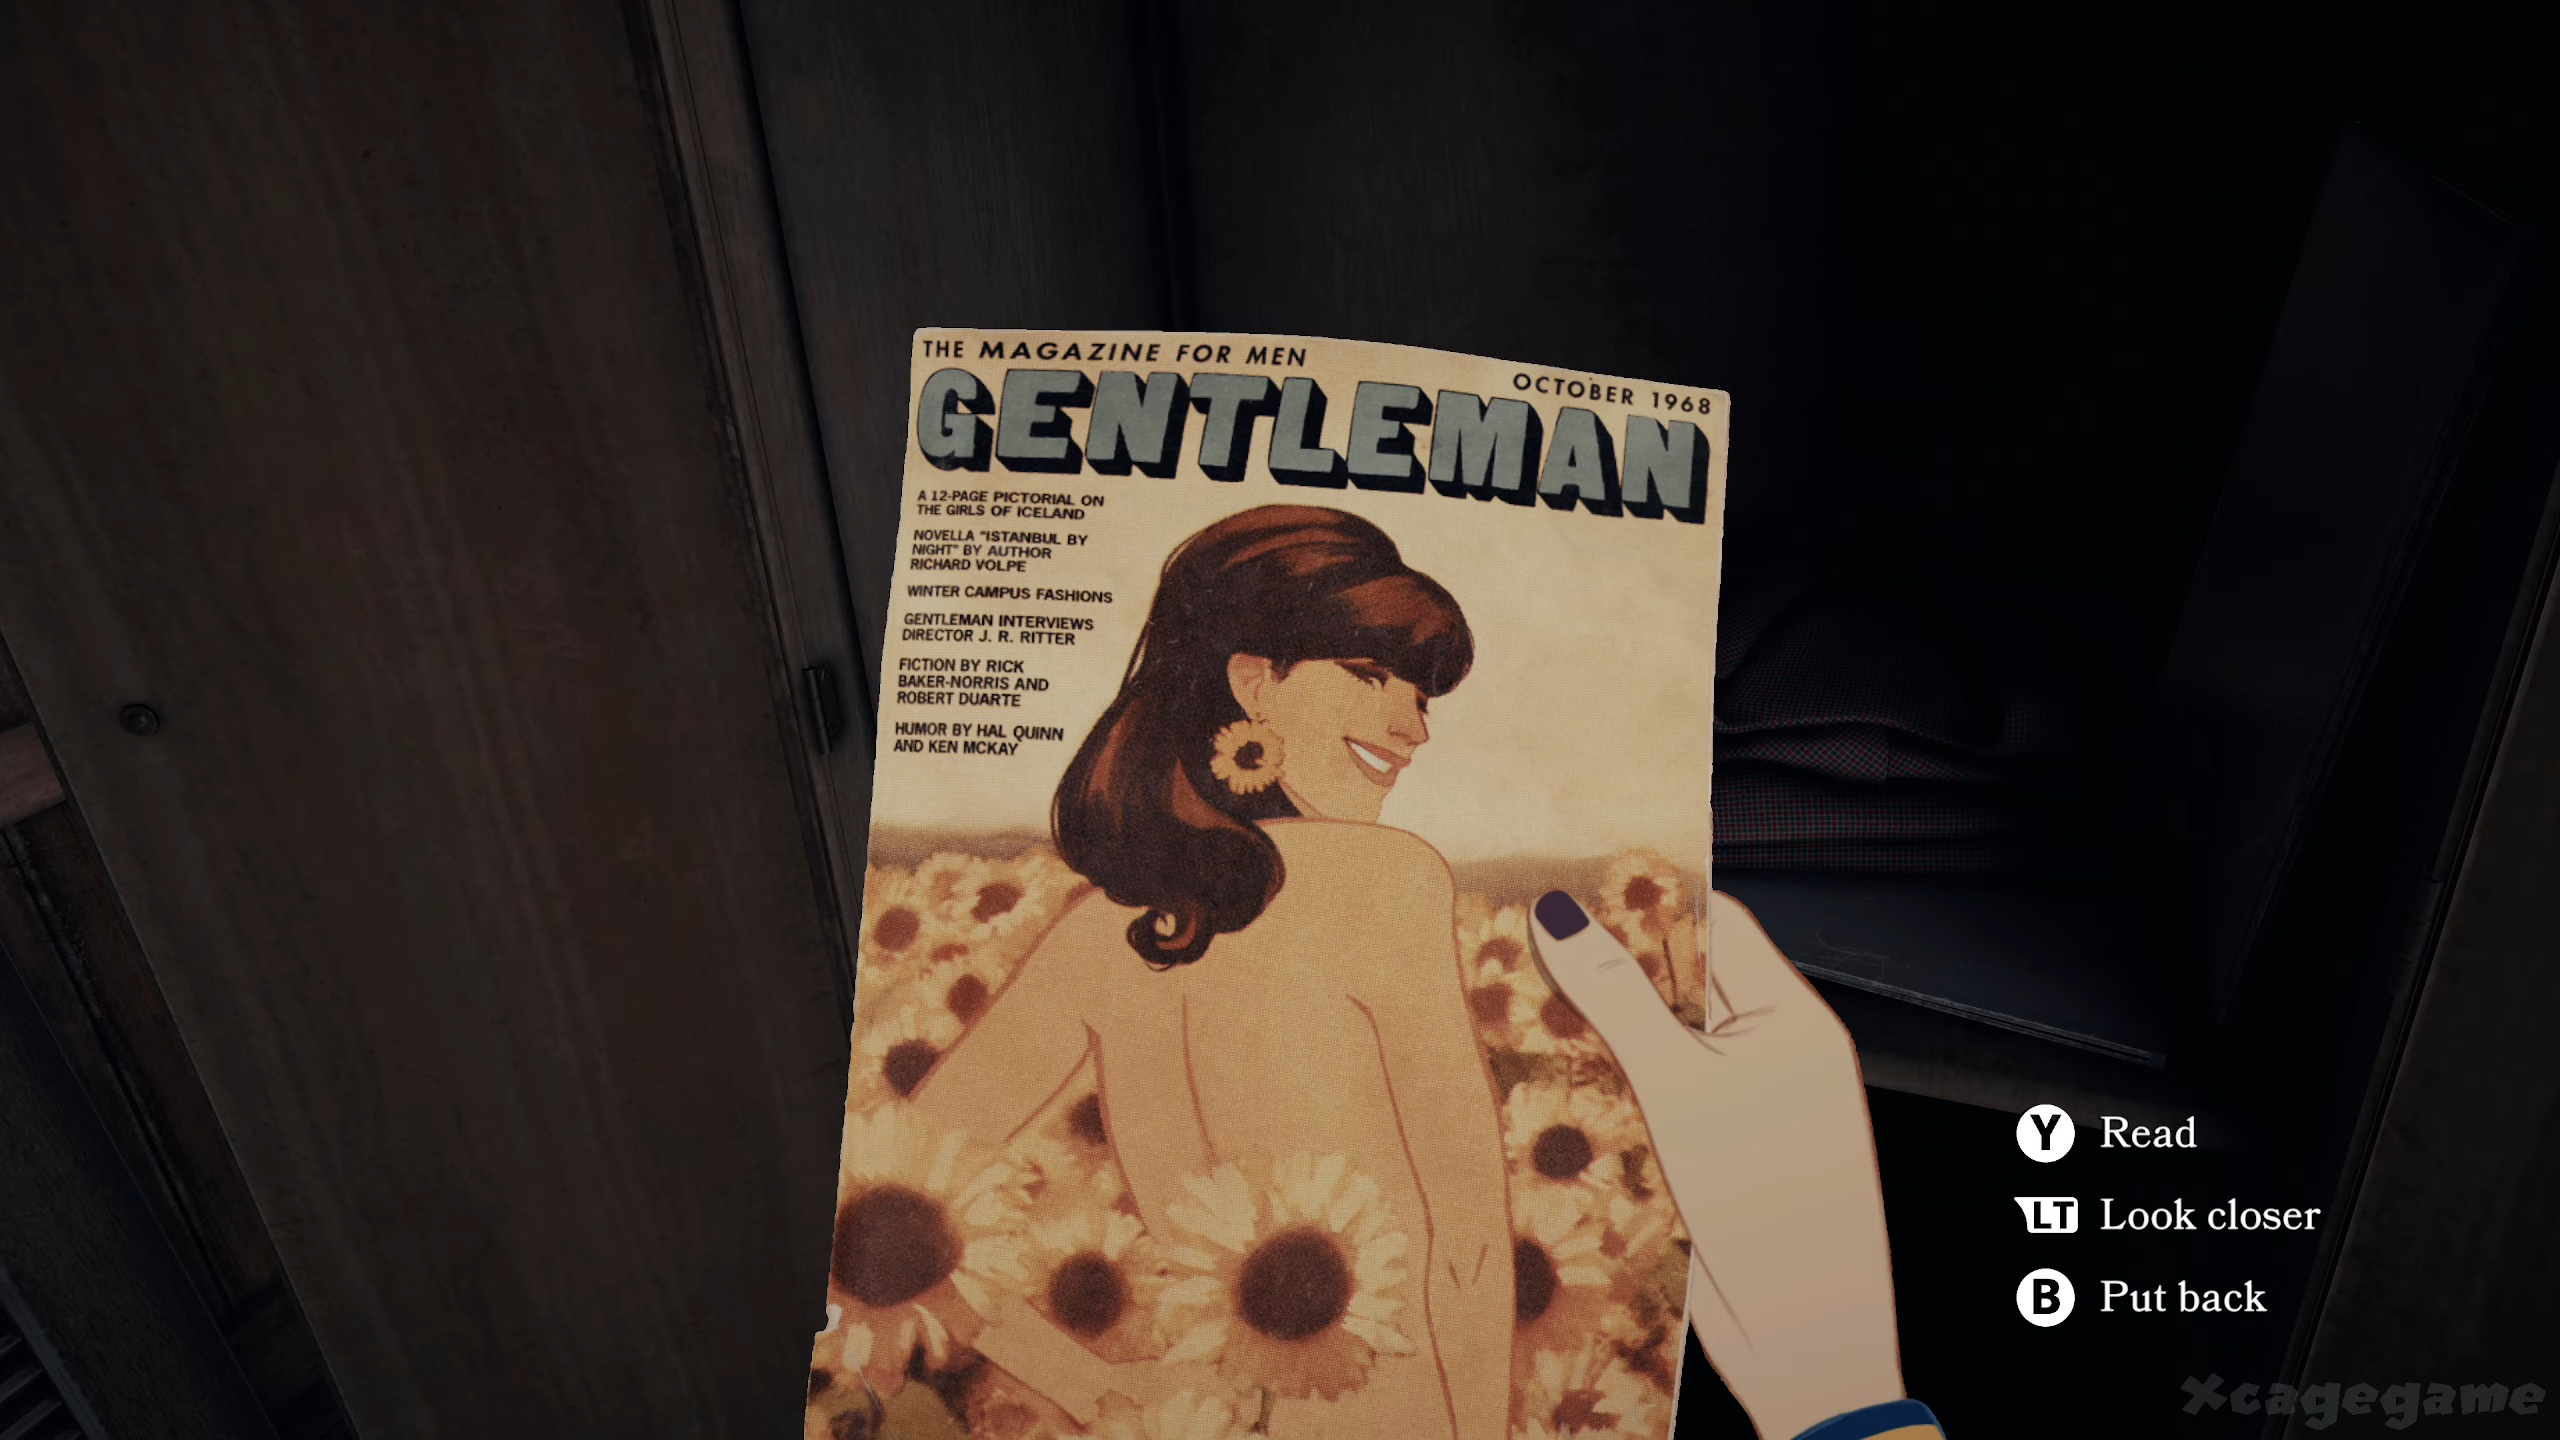 THE MAGAZINE FOR MEN
OCTOBER 1968
GENTLEMAN
A 12-PAGE PICTORIAL ON
THE GIRLS OF ICELAND
NOVELLA "ISTANBUL BY
NIGHT" BY AUTHOR
RICHARD VOLPE
WINTER CAMPUS FASHIONS
GENTLEMAN INTERVIEWS
DIRECTOR J. R. RITTER
FICTION BY RICK
BAKER-NORRIS AND
ROBERT DUARTE
HUMOR BY HAL QUINN
AND KEN MCKAY
Y Read
LT Look closer
B Put back
Xcagegame